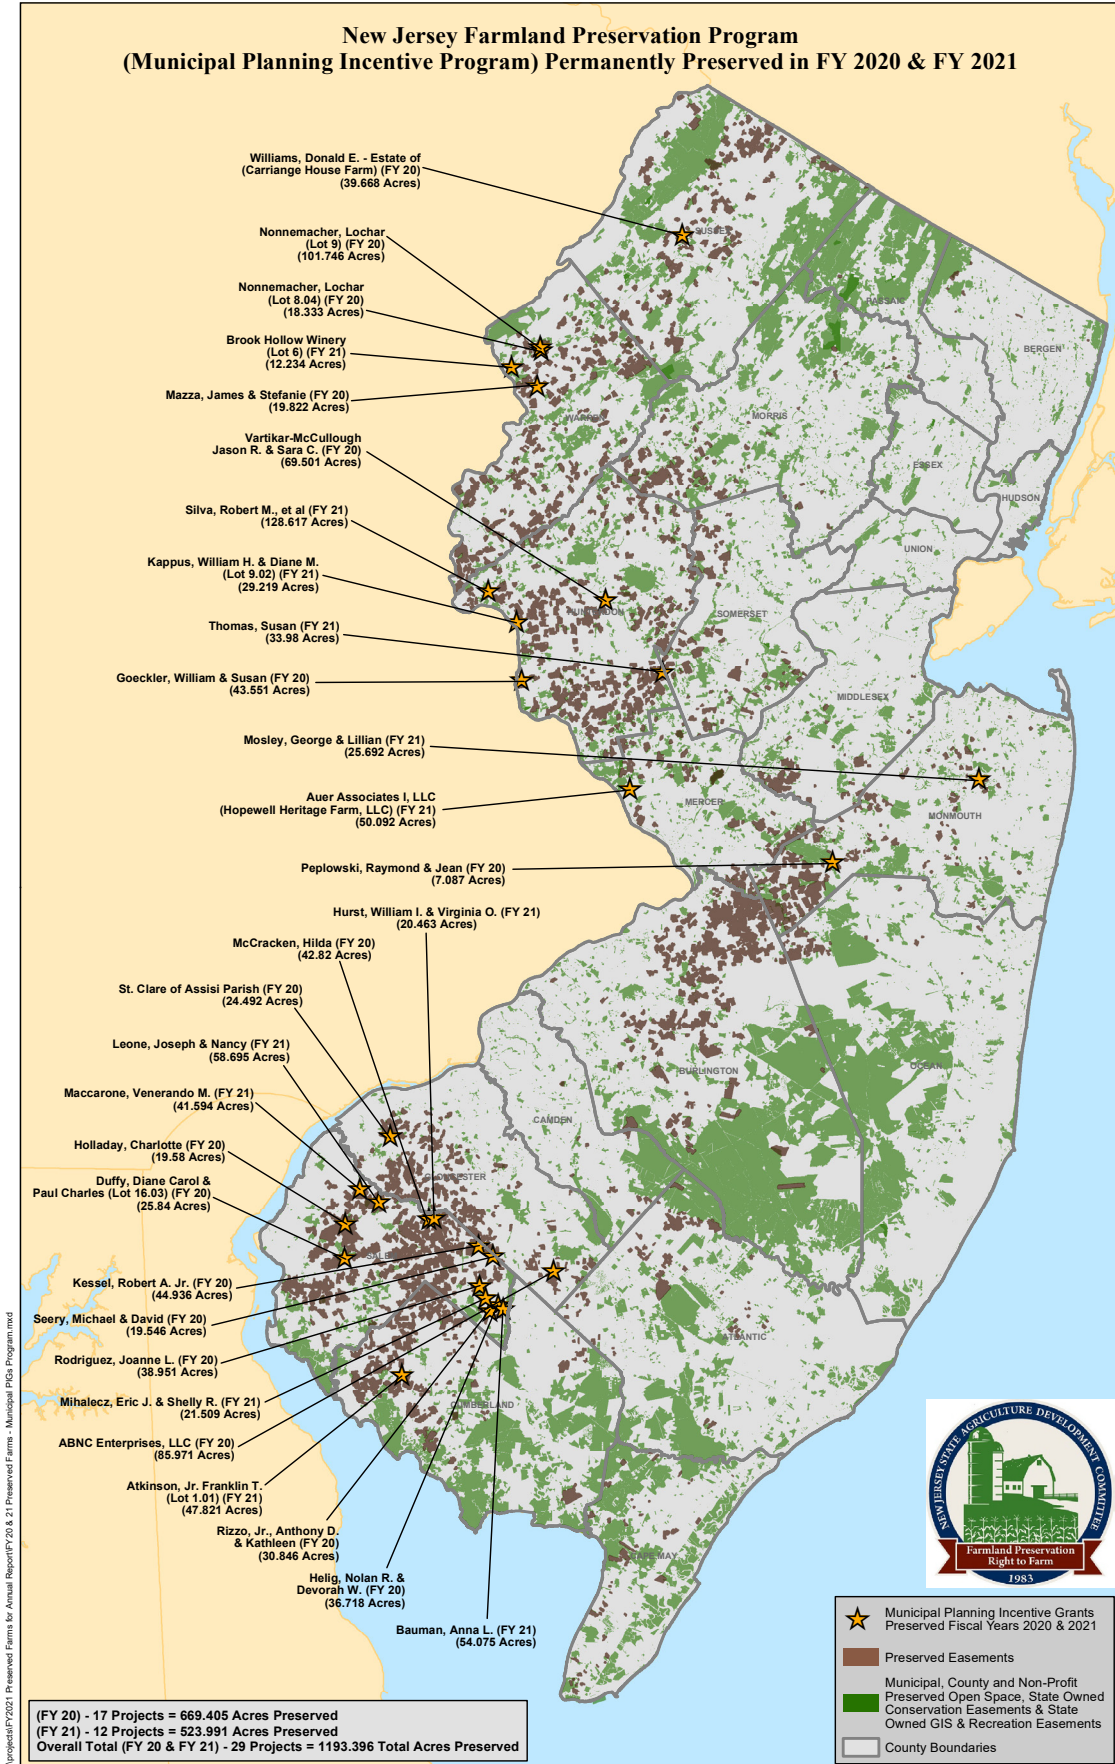 New Jersey Farmland Preservation Program
(Municipal Planning Incentive Program) Permanently Preserved in FY 2020 & FY 2021
Williams, Donald E. - Estate of
(Carriange House Farm) (FY 20)
(39.668 Acres)
Nonnemacher, Lochar
(Lot 9) (FY 20)
(101.746 Acres)
Nonnemacher, Lochar
(Lot 8.04) (FY 20)
(18.333 Acres)
Brook Hollow Winery
(Lot 6) (FY 21)
(12.234 Acres)
Mazza, James & Stefanie (FY 20)
(19.822 Acres)
Vartikar-McCullough
Jason R. & Sara C. (FY 20)
(69.501 Acres)
Silva, Robert M., et al (FY 21)
(128.617 Acres)
Kappus, William H. & Diane M.
(Lot 9.02) (FY 21)
(29.219 Acres)
Thomas, Susan (FY 21)
(33.98 Acres)
Goeckler, William & Susan (FY 20)
(43.551 Acres)
Mosley, George & Lillian (FY 21)
(25.692 Acres)
Auer Associates I, LLC
(Hopewell Heritage Farm, LLC) (FY 21)
(50.092 Acres)
Peplowski, Raymond & Jean (FY 20)
(7.087 Acres)
Hurst, William I. & Virginia O. (FY 21)
(20.463 Acres)
McCracken, Hilda (FY 20)
(42.82 Acres)
St. Clare of Assisi Parish (FY 20)
(24.492 Acres)
Leone, Joseph & Nancy (FY 21)
(58.695 Acres)
Maccarone, Venerando M. (FY 21)
(41.594 Acres)
Holladay, Charlotte (FY 20)
(19.58 Acres)
Duffy, Diane Carol &
Paul Charles (Lot 16.03) (FY 20)
(25.84 Acres)
Kessel, Robert A. Jr. (FY 20)
(44.936 Acres)
Seery, Michael & David (FY 20)
(19.546 Acres)
Rodriguez, Joanne L. (FY 20)
(38.951 Acres)
Mihalecz, Eric J. & Shelly R. (FY 21)
(21.509 Acres)
ABNC Enterprises, LLC (FY 20)
(85.971 Acres)
Atkinson, Jr. Franklin T.
(Lot 1.01) (FY 21)
(47.821 Acres)
Rizzo, Jr., Anthony D.
& Kathleen (FY 20)
(30.846 Acres)
Helig, Nolan R. &
Devorah W. (FY 20)
(36.718 Acres)
Bauman, Anna L. (FY 21)
(54.075 Acres)
SUSSEX
PASSAIC
BERGEN
WARREN
MORRIS
ESSEX
HUDSON
UNION
HUNTERDON
SOMERSET
MIDDLESEX
MERCER
MONMOUTH
BURLINGTON
OCEAN
CAMDEN
GLOUCESTER
SALEM
ATLANTIC
CUMBERLAND
CAPE MAY
NEW JERSEY STATE AGRICULTURE DEVELOPMENT COMMITTEE
Farmland Preservation
Right to Farm
1983
Municipal Planning Incentive Grants
Preserved Fiscal Years 2020 & 2021
Preserved Easements
Municipal, County and Non-Profit
Preserved Open Space, State Owned
Conservation Easements & State
Owned GIS & Recreation Easements
County Boundaries
(FY 20) - 17 Projects = 669.405 Acres Preserved
(FY 21) - 12 Projects = 523.991 Acres Preserved
Overall Total (FY 20 & FY 21) - 29 Projects = 1193.396 Total Acres Preserved
\projects\FY2021 Preserved Farms for Annual Report\FY20 & 21 Preserved Farms - Municipal PIGs Program.mxd